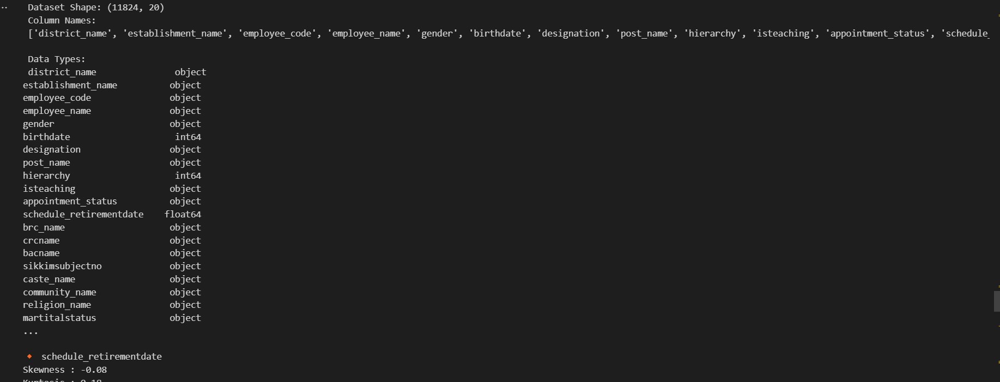 Dataset Shape: (11824, 20)
Column Names:
['district_name', 'establishment_name', 'employee_code', 'employee_name', 'gender', 'birthdate', 'designation', 'post_name', 'hierarchy', 'isteaching', 'appointment_status', 'schedule_
Data Types:
district_name object
establishment_name object
employee_code object
employee_name object
gender object
birthdate int64
designation object
post_name object
hierarchy int64
isteaching object
appointment_status object
schedule_retirementdate float64
brc_name object
crcname object
bacname object
sikkimsubjectno object
caste_name object
community_name object
religion_name object
martitalstatus object
...
schedule_retirementdate
Skewness : -0.08
Kurtosis : 0.18